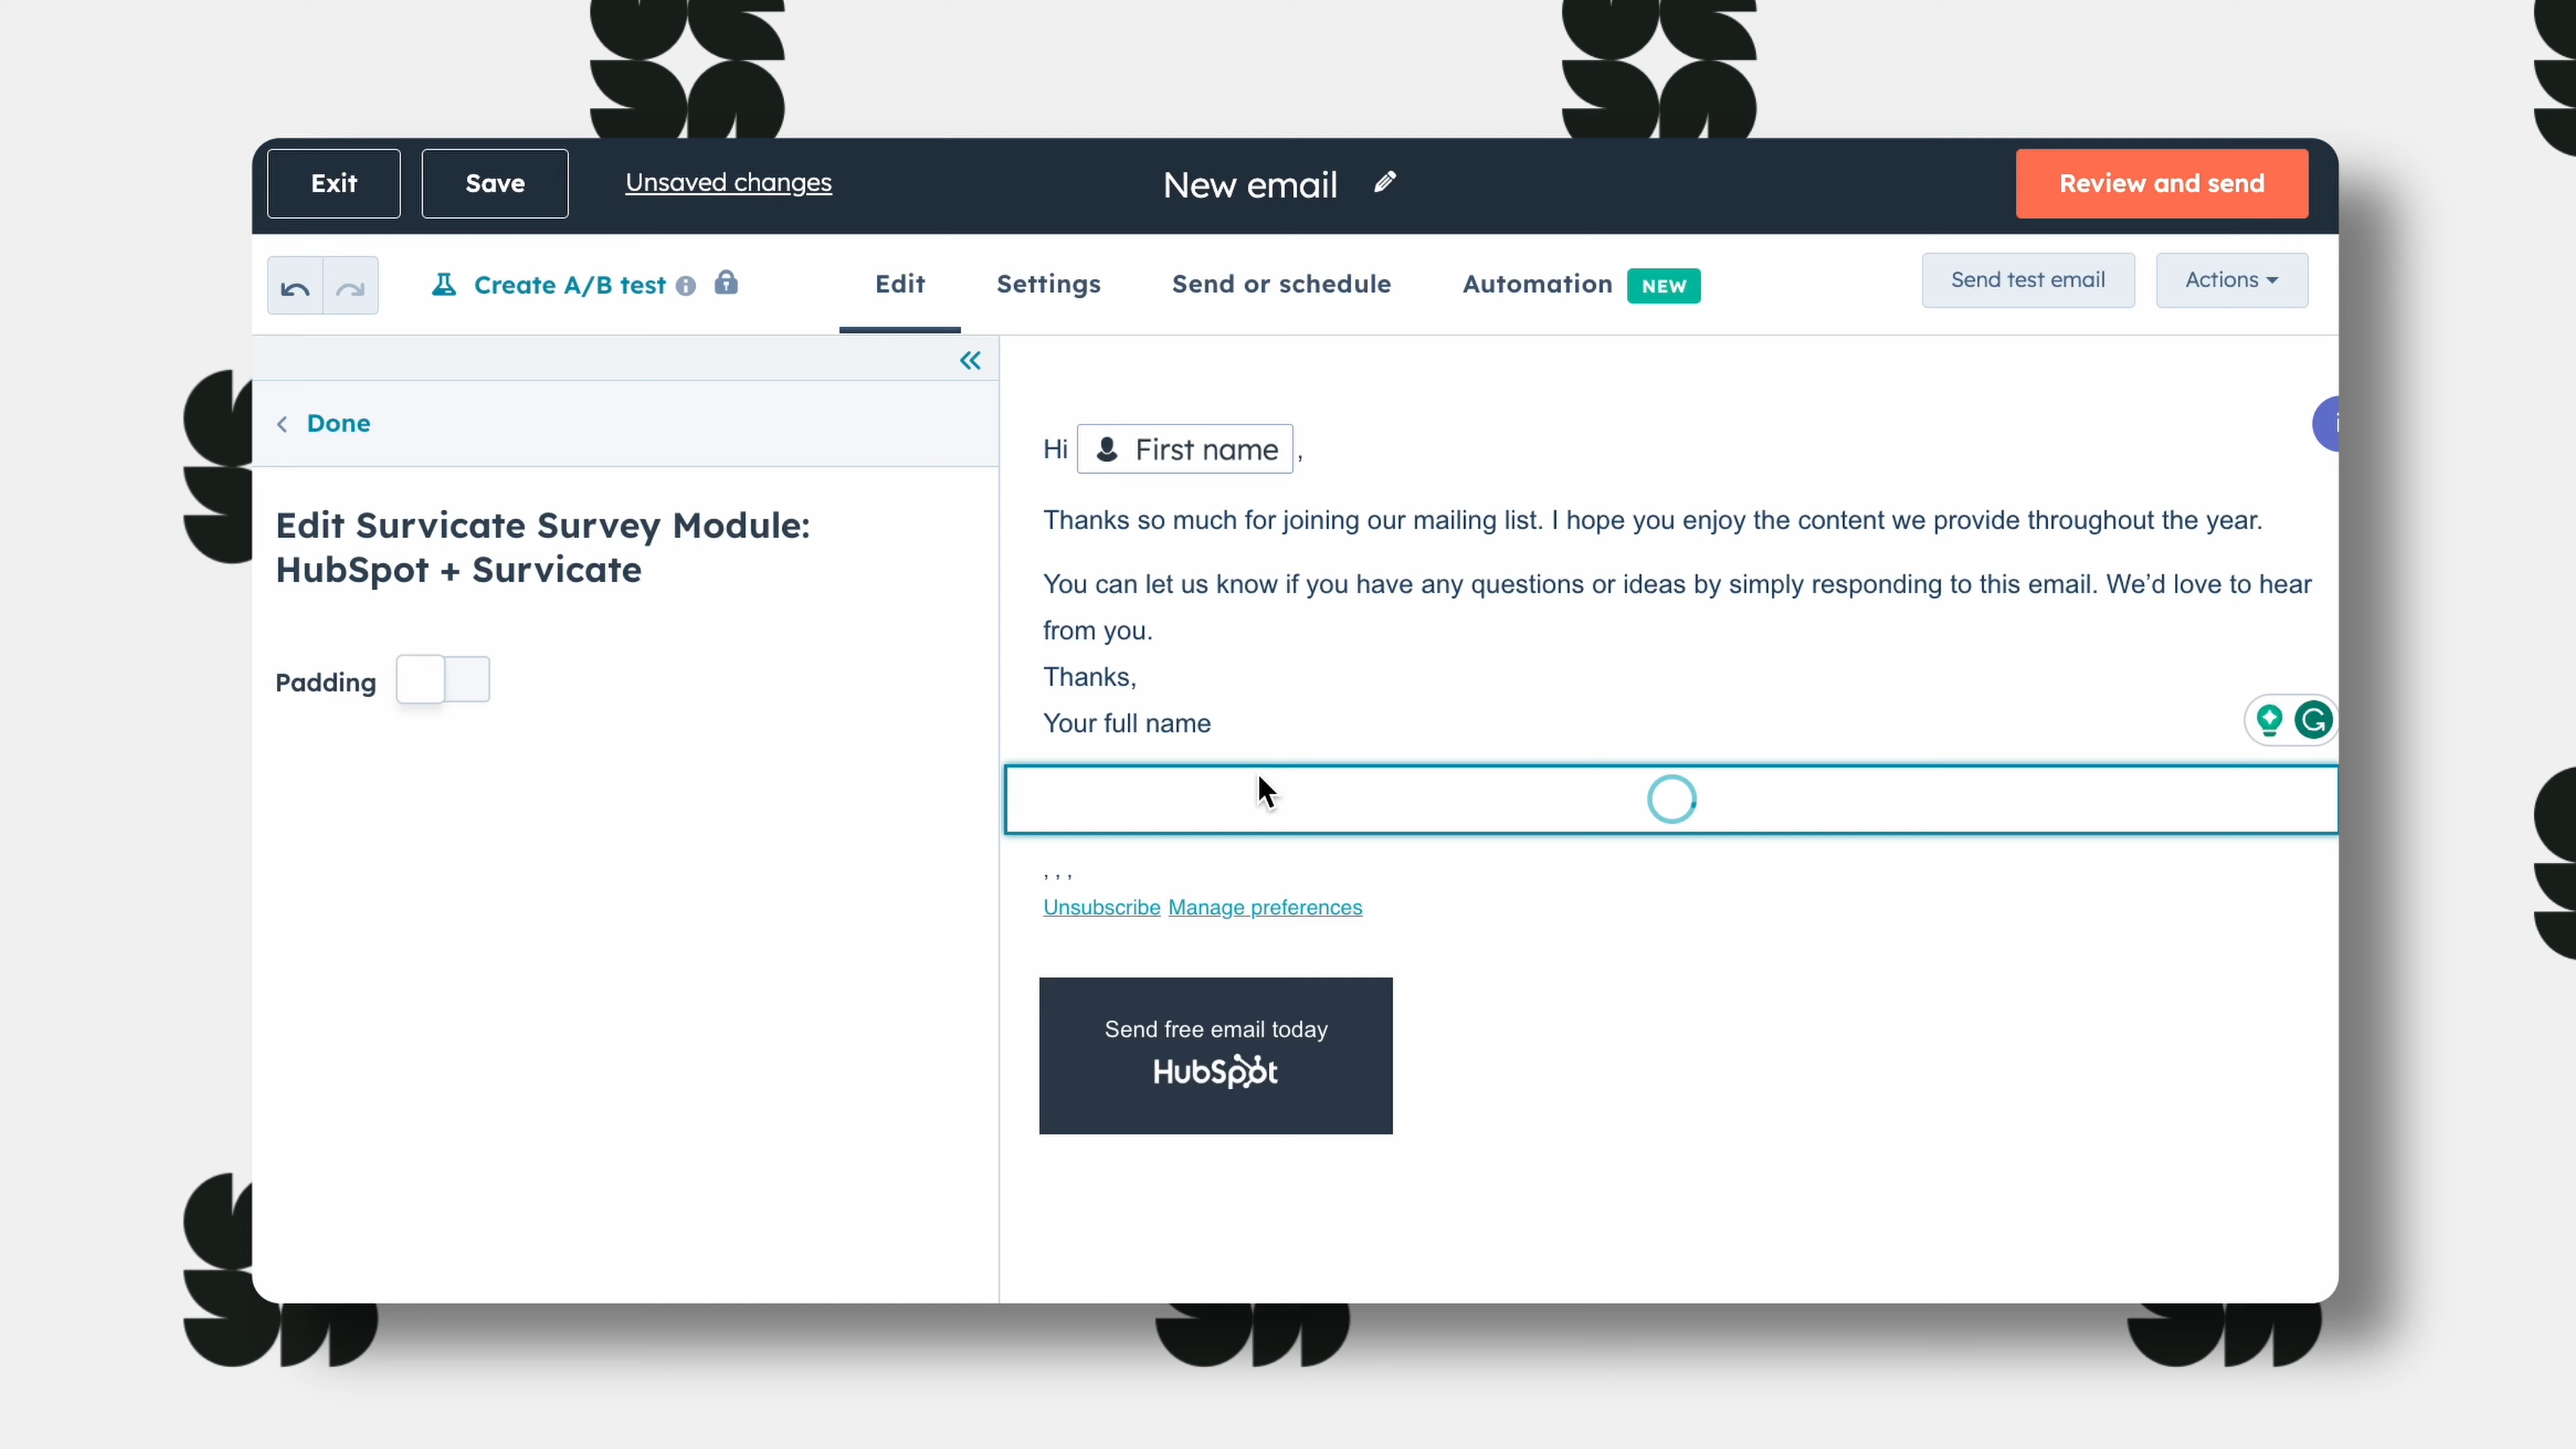 Exit
Save
Unsaved changes
New email
Review and send
Create A/B test
Edit
Settings
Send or schedule
Automation
NEW
Send test email
Actions
Done
Edit Survicate Survey Module:
HubSpot + Survicate
Padding
Hi First name ,
Thanks so much for joining our mailing list. I hope you enjoy the content we provide throughout the year.
You can let us know if you have any questions or ideas by simply responding to this email. We’d love to hear
from you.
Thanks,
Your full name
, , ,
Unsubscribe Manage preferences
Send free email today
HubSpot